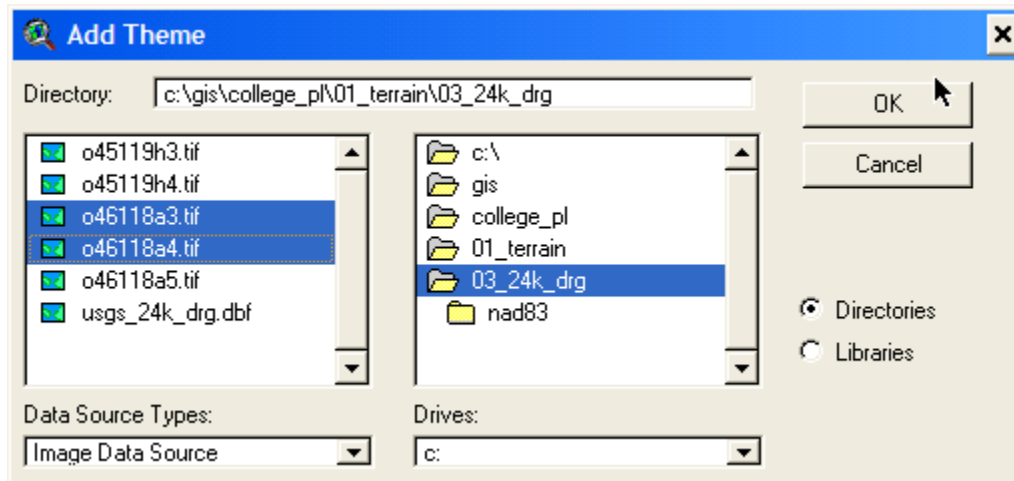 Add Theme
Directory: c:\gis\college_pl\01_terrain\03_24k_drg
OK
Cancel
o45119h3.tif
o45119h4.tif
o46118a3.tif
o46118a4.tif
o46118a5.tif
usgs_24k_drg.dbf
c:\
gis
college_pl
01_terrain
03_24k_drg
nad83
Directories
Libraries
Data Source Types:
Image Data Source
Drives:
c: